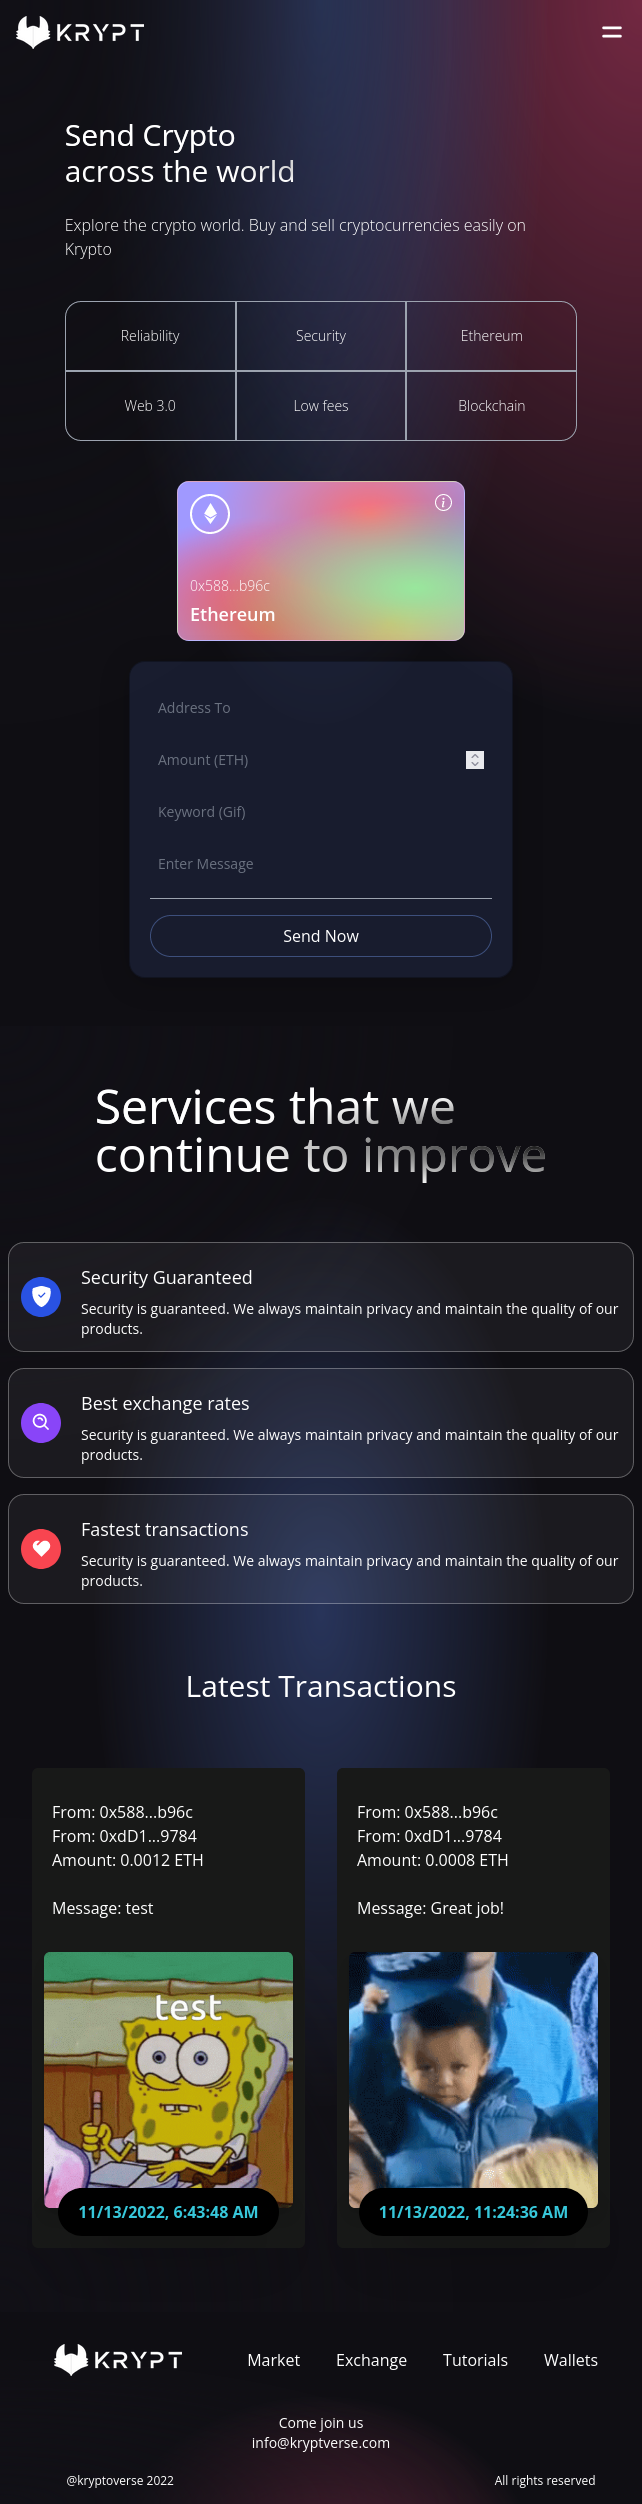 KRYPT
Send Crypto
across the world
Explore the crypto world. Buy and sell cryptocurrencies easily on
Krypto
Reliability
Security
Ethereum
Web 3.0
Low fees
Blockchain
0x588...b96c
Ethereum
Address To
Amount (ETH)
Keyword (Gif)
Enter Message
Send Now
Services that we
continue to improve
Security Guaranteed
Security is guaranteed. We always maintain privacy and maintain the quality of our
products.
Best exchange rates
Security is guaranteed. We always maintain privacy and maintain the quality of our
products.
Fastest transactions
Security is guaranteed. We always maintain privacy and maintain the quality of our
products.
Latest Transactions
From: 0x588...b96c
From: 0xdD1...9784
Amount: 0.0012 ETH
Message: test
test
11/13/2022, 6:43:48 AM
From: 0x588...b96c
From: 0xdD1...9784
Amount: 0.0008 ETH
Message: Great job!
11/13/2022, 11:24:36 AM
KRYPT
Market
Exchange
Tutorials
Wallets
Come join us
info@kryptverse.com
@kryptoverse 2022
All rights reserved